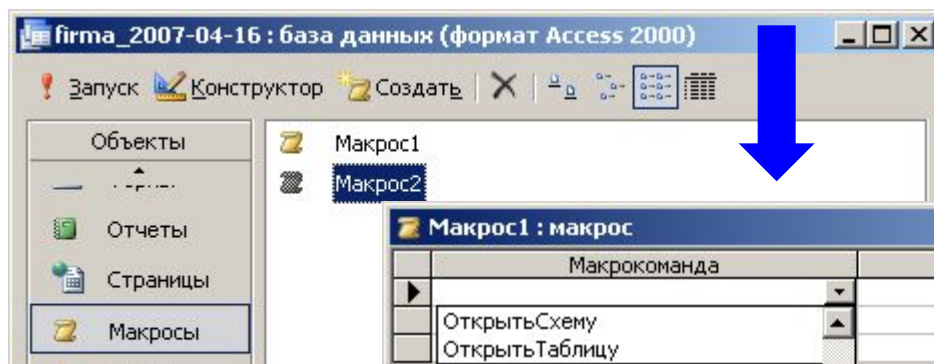 firma_2007-04-16 : база данных (формат Access 2000)
Запуск Конструктор Создать
Объекты
Макрос1
Макрос2
Отчеты
Макрос1 : макрос
Страницы
Макрокоманда
Макросы
ОткрытьСхему
ОткрытьТаблицу